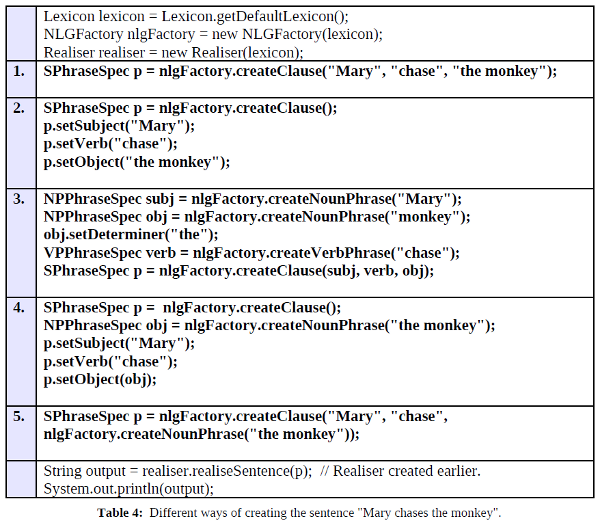 Lexicon lexicon = Lexicon.getDefaultLexicon();
NLGFactory nlgFactory = new NLGFactory(lexicon);
Realiser realiser = new Realiser(lexicon);
1. SPhraseSpec p = nlgFactory.createClause("Mary", "chase", "the monkey");
2. SPhraseSpec p = nlgFactory.createClause();
p.setSubject("Mary");
p.setVerb("chase");
p.setObject("the monkey");
3. NPPhraseSpec subj = nlgFactory.createNounPhrase("Mary");
NPPhraseSpec obj = nlgFactory.createNounPhrase("monkey");
obj.setDeterminer("the");
VPPhraseSpec verb = nlgFactory.createVerbPhrase("chase");
SPhraseSpec p = nlgFactory.createClause(subj, verb, obj);
4. SPhraseSpec p = nlgFactory.createClause();
NPPhraseSpec obj = nlgFactory.createNounPhrase("the monkey");
p.setSubject("Mary");
p.setVerb("chase");
p.setObject(obj);
5. SPhraseSpec p = nlgFactory.createClause("Mary", "chase",
nlgFactory.createNounPhrase("the monkey"));
String output = realiser.realiseSentence(p); // Realiser created earlier.
System.out.println(output);
Table 4: Different ways of creating the sentence "Mary chases the monkey".